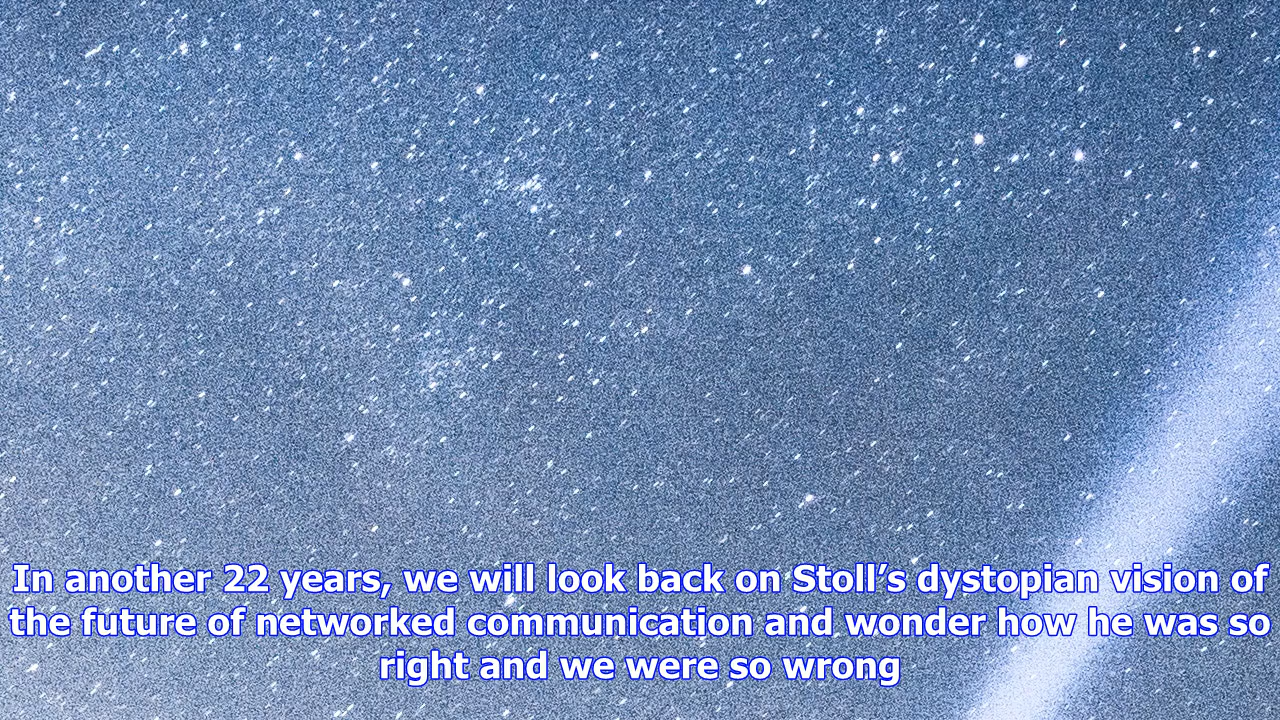 In another 22 years, we will look back on Stoll’s dystopian vision of
the future of networked communication and wonder how he was so
right and we were so wrong